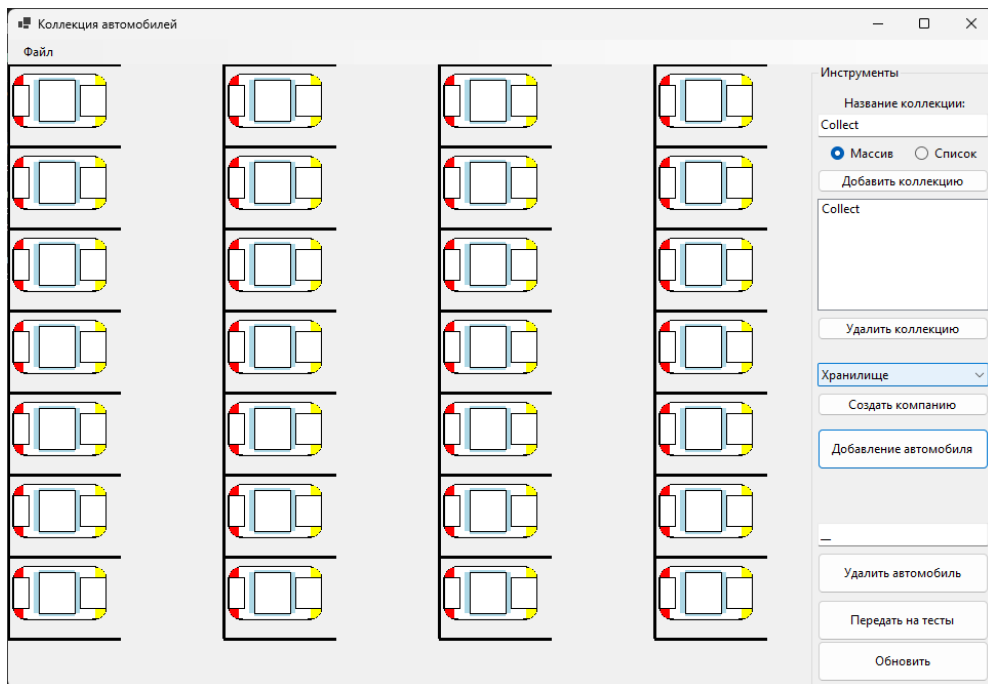 Коллекция автомобилей
Файл
Инструменты
Название коллекции:
Collect
Массив
Список
Добавить коллекцию
Collect
Удалить коллекцию
Хранилище
Создать компанию
Добавление автомобиля
_
Удалить автомобиль
Передать на тесты
Обновить